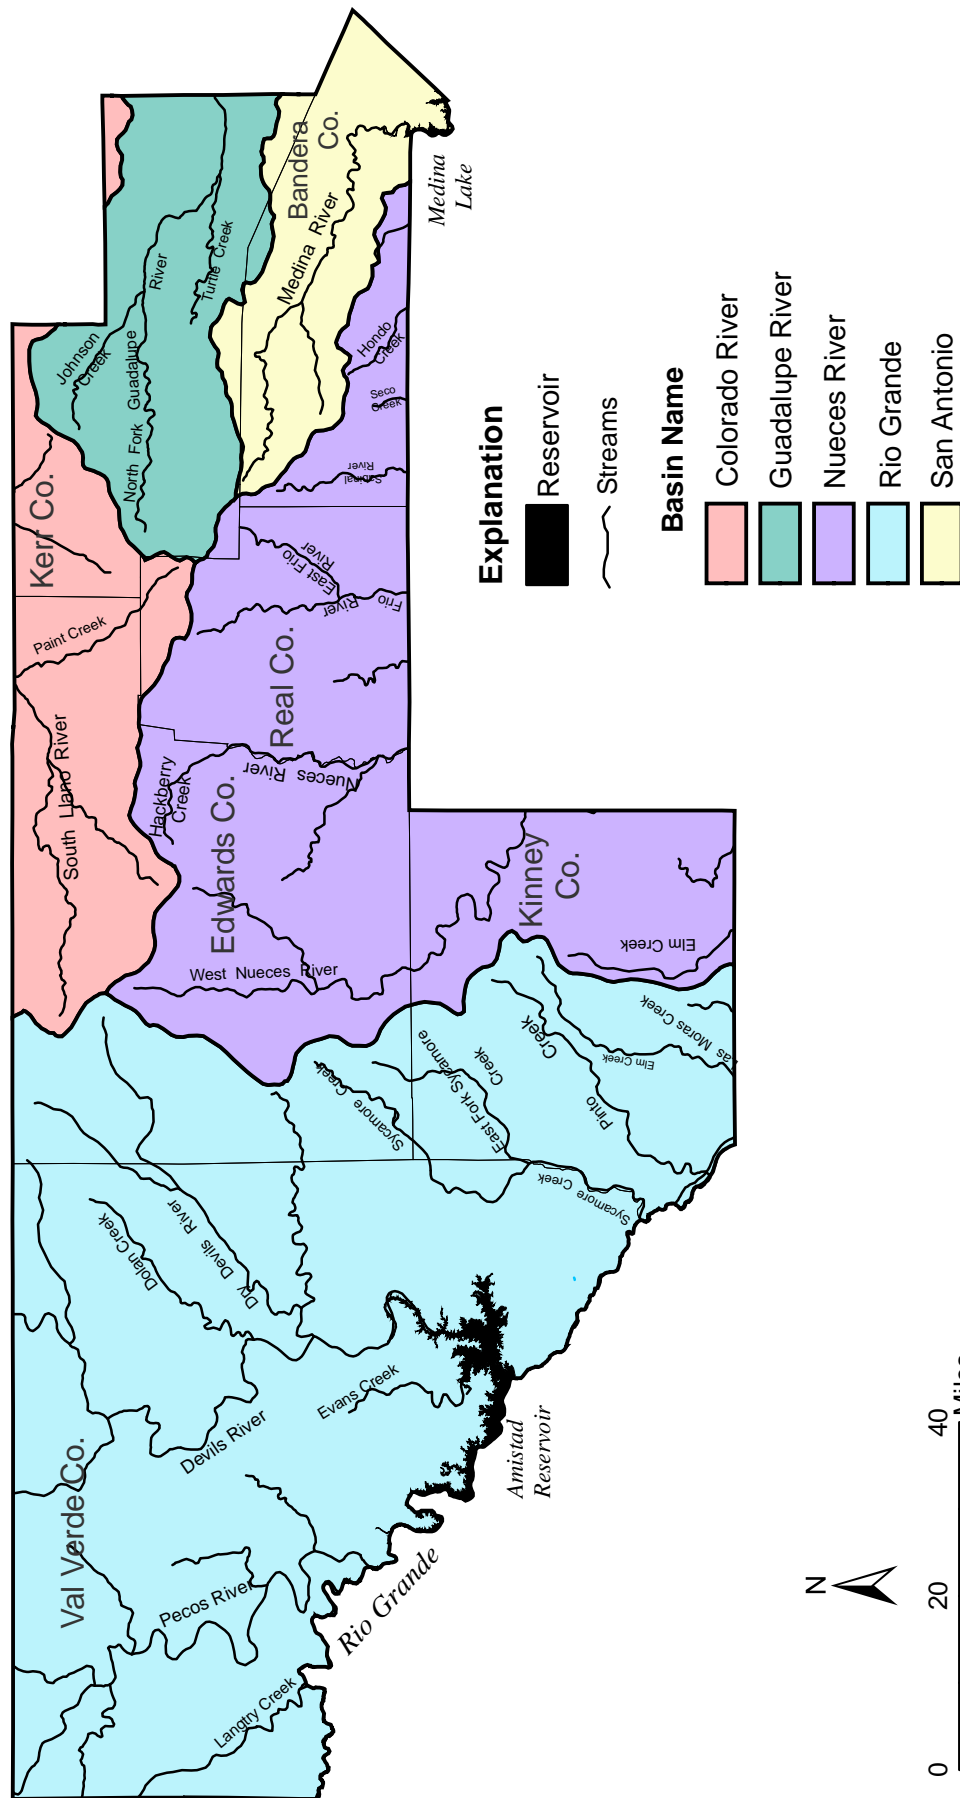 Kerr Co.
Johnson
Creek
North Fork Guadalupe
River
Turtle Creek
Bandera
Co.
Medina River
Medina
Lake
Hondo
Creek
Seco
Creek
Sabinal
River
Paint Creek
South Llano River
Real Co.
East Frio
River
Frio
River
Hackberry
Creek
Nueces
River
Edwards Co.
West Nueces River
Kinney
Co.
Elm Creek
as Moras Creek
Elm Creek
Pinto
Creek
East Fork Sycamore
Creek
Sycamore Creek
Sycamore Creek
Val Verde Co.
Dolan Creek
Dry Devils River
Devils River
Evans Creek
Amistad
Reservoir
Pecos River
Rio Grande
Langtry Creek
Explanation
Reservoir
Streams
Basin Name
Colorado River
Guadalupe River
Nueces River
Rio Grande
San Antonio
N
0 20 40
Miles